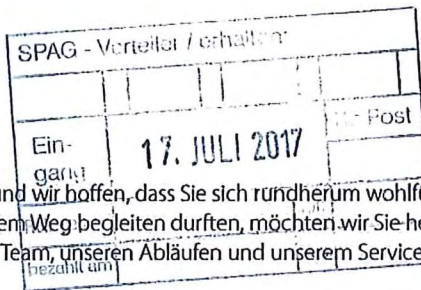 SPAG - Verteiler / erhalten:
Post
Ein-
gang
17. JULI 2017
und wir hoffen, dass Sie sich rundherum wohlf
em Weg begleiten durften, möchten wir Sie he
Team, unseren Abläufen und unserem Service
bezahlt am